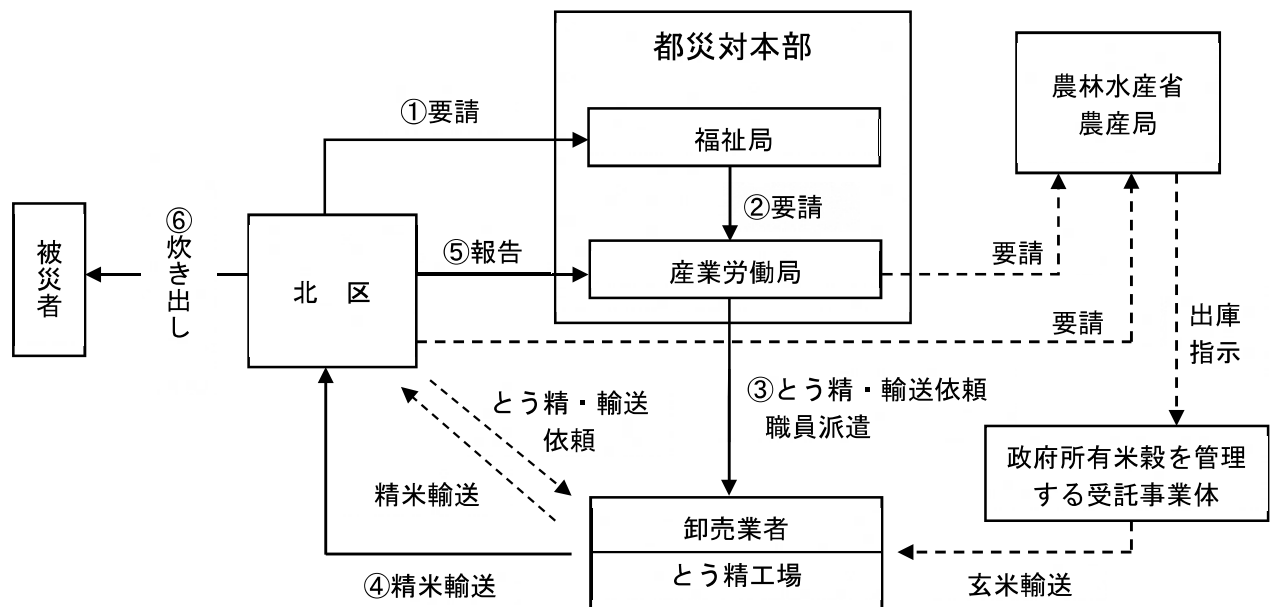 都災対本部
農林水産省
農産局
①要請
福祉局
②要請
⑥炊き出し
被災者
北　区
⑤報告
産業労働局
要請
要請
出庫
指示
とう精・輸送
依頼
③とう精・輸送依頼
職員派遣
政府所有米穀を管理
する受託事業体
精米輸送
卸売業者
とう精工場
④精米輸送
玄米輸送